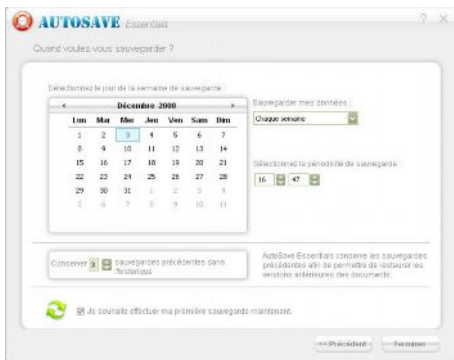 AUTOSAVE Essentials
Quand voulez-vous sauvegarder ?
Sélectionnez le jour de la semaine de sauvegarde :
Décembre 2008
Lun Mar Mer Jeu Ven Sam Dim
1 2 3 4 5 6 7
8 9 10 11 12 13 14
15 16 17 18 19 20 21
22 23 24 25 26 27 28
29 30 31 1 2 3 4
5 6 7 8 9 10 11
Sauvegarder mes données :
Chaque semaine
Sélectionnez la périodicité de sauvegarde :
16 47
Conserver 3 sauvegardes précédentes dans
l'historique
AutoSave Essentials conserve les sauvegardes
précédentes afin de permettre de restaurer les
versions antérieures des documents.
Je souhaite effectuer ma première sauvegarde maintenant.
<< Précédent Terminer